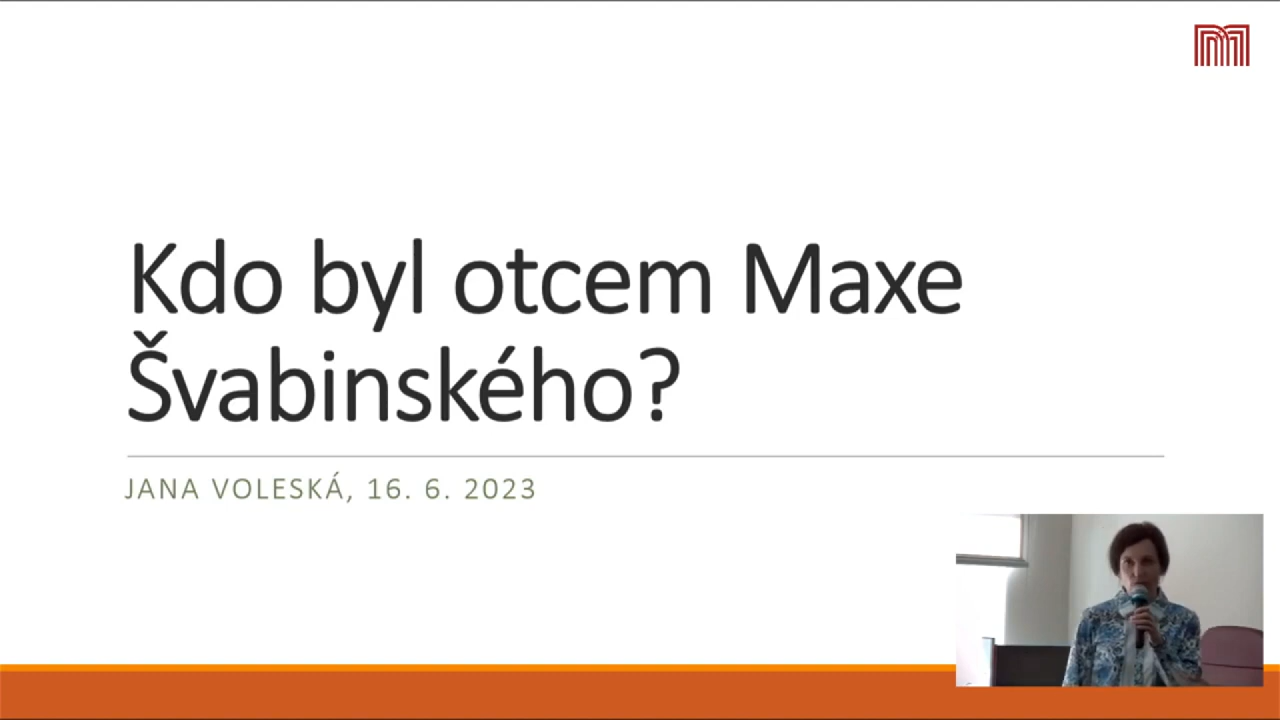 Kdo byl otcem Maxe
Švabinského?
JANA VOLESKÁ, 16. 6. 2023